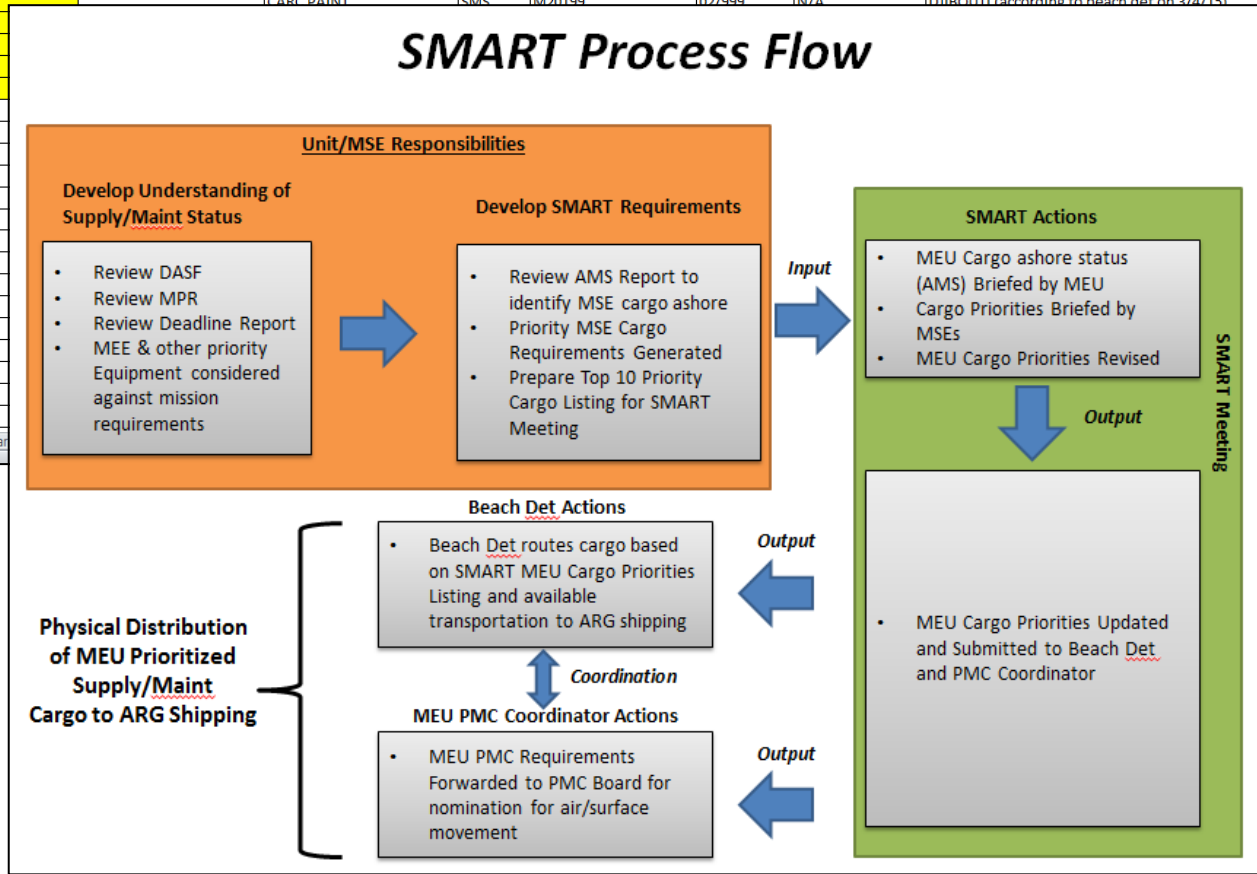 CARC PAINT
SMS
M20199
N/A
SMART Process Flow
Unit/MSE Responsibilities
Develop Understanding of
Supply/Maint Status
• Review DASF
• Review MPR
• Review Deadline Report
• MEE & other priority
Equipment considered
against mission
requirements
Develop SMART Requirements
• Review AMS Report to
identify MSE cargo ashore
• Priority MSE Cargo
Requirements Generated
• Prepare Top 10 Priority
Cargo Listing for SMART
Meeting
Input
SMART Actions
• MEU Cargo ashore status
(AMS) Briefed by MEU
• Cargo Priorities Briefed by
MSEs
• MEU Cargo Priorities Revised
Output
SMART Meeting
• MEU Cargo Priorities Updated
and Submitted to Beach Det
and PMC Coordinator
Output
Beach Det Actions
• Beach Det routes cargo based
on SMART MEU Cargo Priorities
Listing and available
transportation to ARG shipping
Coordination
MEU PMC Coordinator Actions
• MEU PMC Requirements
Forwarded to PMC Board for
nomination for air/surface
movement
Output
Physical Distribution
of MEU Prioritized
Supply/Maint
Cargo to ARG Shipping